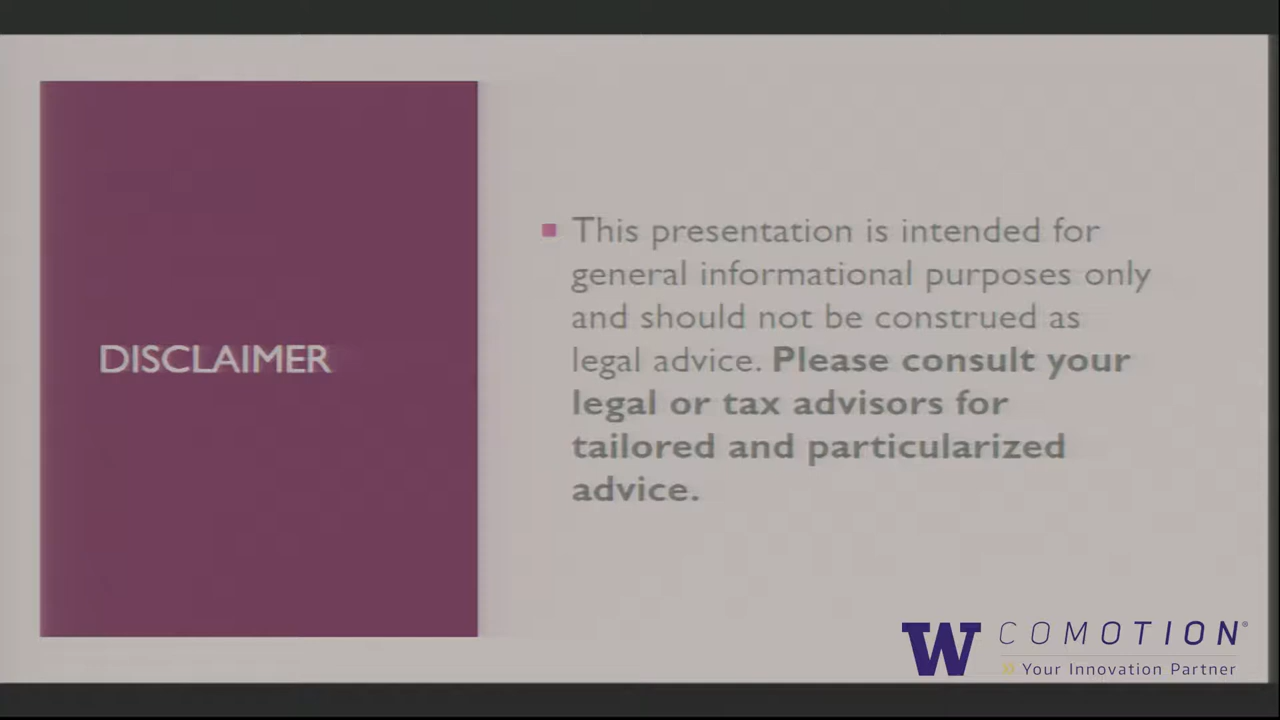 DISCLAIMER
This presentation is intended for
general informational purposes only
and should not be construed as
legal advice. Please consult your
legal or tax advisors for
tailored and particularized
advice.
W COMOTION®
Your Innovation Partner